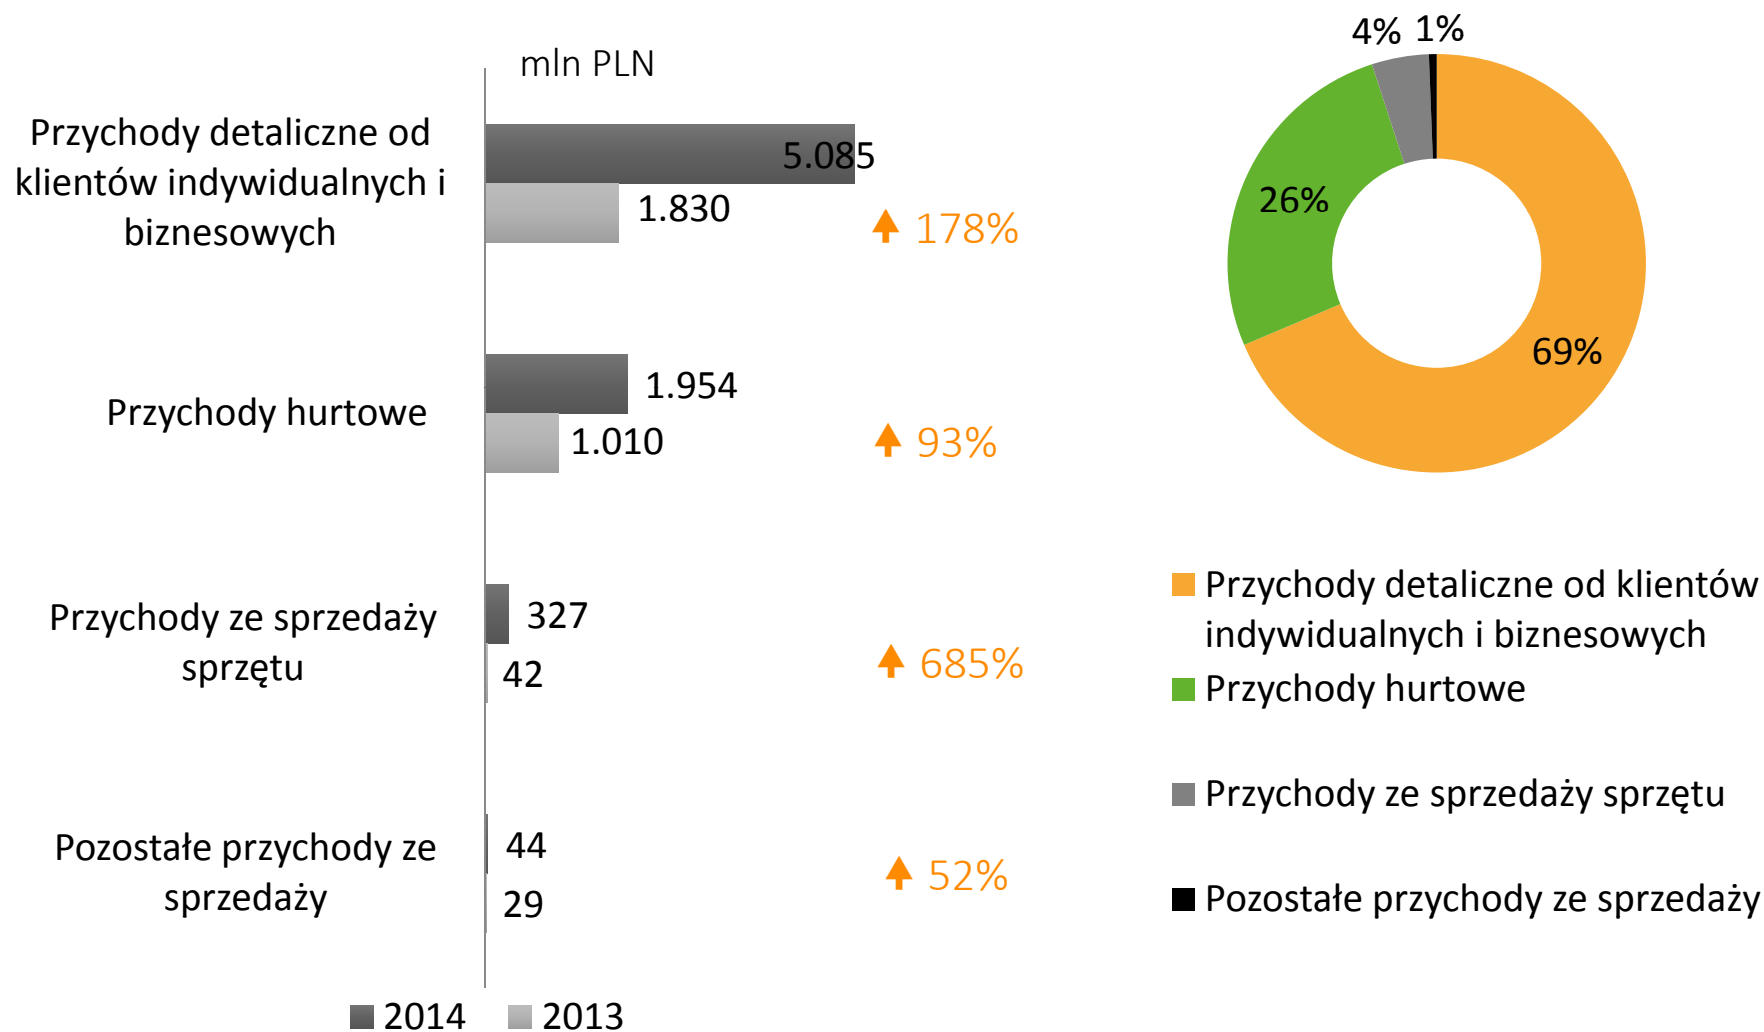 mln PLN
Przychody detaliczne od
klientów indywidualnych i
biznesowych
5.085
1.830
178%
Przychody hurtowe
1.954
1.010
93%
Przychody ze sprzedaży
sprzętu
327
42
685%
Pozostałe przychody ze
sprzedaży
44
29
52%
2014 2013
4% 1%
26%
69%
Przychody detaliczne od klientów
indywidualnych i biznesowych
Przychody hurtowe
Przychody ze sprzedaży sprzętu
Pozostałe przychody ze sprzedaży